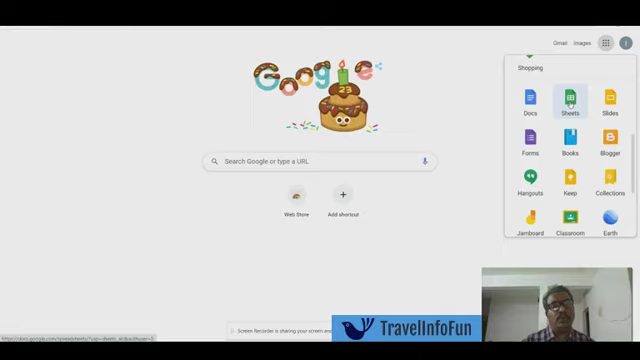 Gmail Images
Google
23
Shopping
Docs Sheets Slides
Search Google or type a URL
Forms Books Blogger
Hangouts Keep Collections
Web Store Add shortcut
Jamboard Classroom Earth
Screen Recorder is sharing your screen
TravelInfoFun